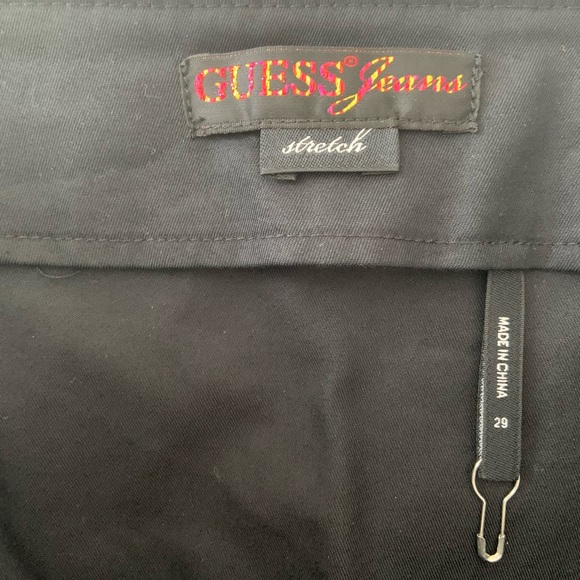 GUESS® Jeans
stretch
MADE IN CHINA
29